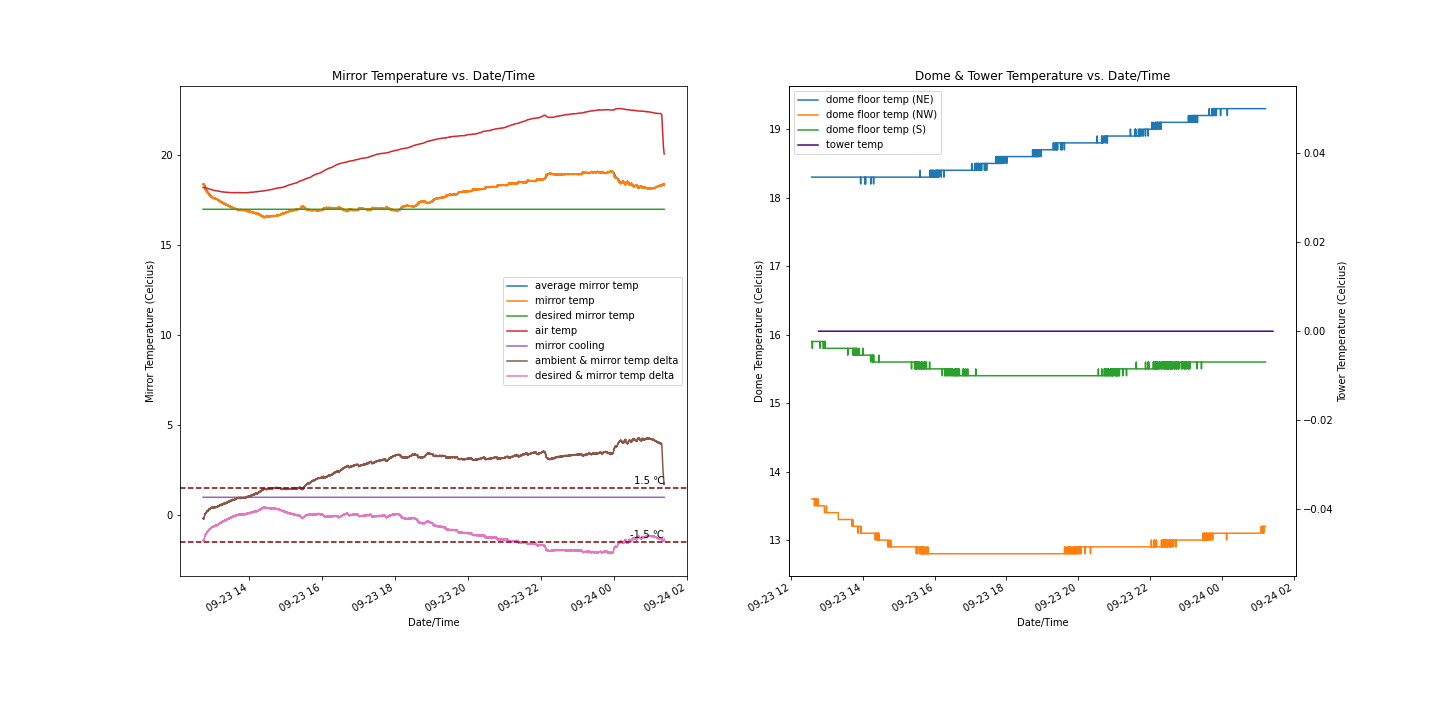 Mirror Temperature vs. Date/Time
Mirror Temperature (Celcius)
20
15
10
5
0
average mirror temp
mirror temp
desired mirror temp
air temp
mirror cooling
ambient & mirror temp delta
desired & mirror temp delta
1.5 °C
-1.5 °C
09-23 14
09-23 16
09-23 18
09-23 20
09-23 22
09-24 00
09-24 02
Date/Time
Dome & Tower Temperature vs. Date/Time
Dome Temperature (Celcius)
19
18
17
16
15
14
13
dome floor temp (NE)
dome floor temp (NW)
dome floor temp (S)
tower temp
0.04
0.02
0.00
−0.02
−0.04
Tower Temperature (Celcius)
09-23 12
09-23 14
09-23 16
09-23 18
09-23 20
09-23 22
09-24 00
09-24 02
Date/Time